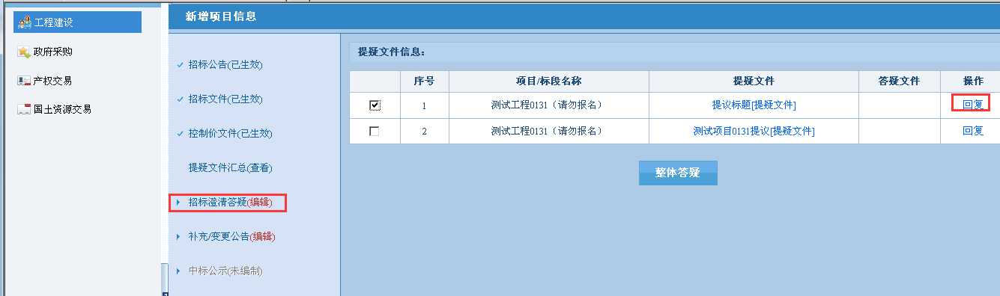 工程建设
政府采购
产权交易
国土资源交易
新增项目信息
招标公告(已生效)
招标文件(已生效)
控制价文件(已生效)
提疑文件汇总(查看)
招标澄清答疑(编辑)
补充/变更公告(编辑)
中标公示(未编制)
提疑文件信息：
序号 项目/标段名称 提疑文件 答疑文件 操作
1 测试工程0131（请勿报名） 提议标题[提疑文件] 回复
2 测试工程0131（请勿报名） 测试项目0131提议[提疑文件] 回复
整体答疑